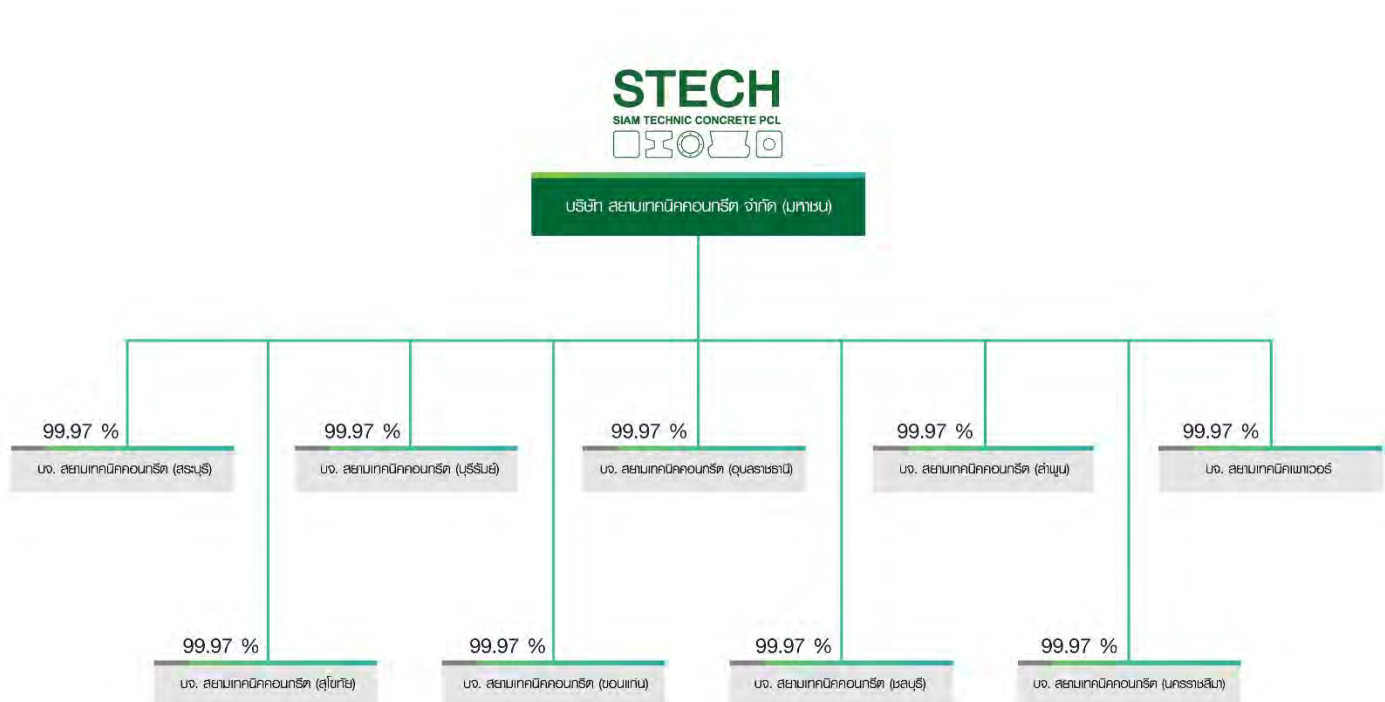 STECH
SIAM TECHNIC CONCRETE PCL
บริษัท สยามเทคนิคคอนกรีต จำกัด (มหาชน)
99.97 %
บจ. สยามเทคนิคคอนกรีต (สระบุรี)
99.97 %
บจ. สยามเทคนิคคอนกรีต (บุรีรัมย์)
99.97 %
บจ. สยามเทคนิคคอนกรีต (อุบลราชธานี)
99.97 %
บจ. สยามเทคนิคคอนกรีต (ลำพูน)
99.97 %
บจ. สยามเทคนิคเพาเวอร์
99.97 %
บจ. สยามเทคนิคคอนกรีต (สุโขทัย)
99.97 %
บจ. สยามเทคนิคคอนกรีต (ขอนแก่น)
99.97 %
บจ. สยามเทคนิคคอนกรีต (ชลบุรี)
99.97 %
บจ. สยามเทคนิคคอนกรีต (นครราชสีมา)